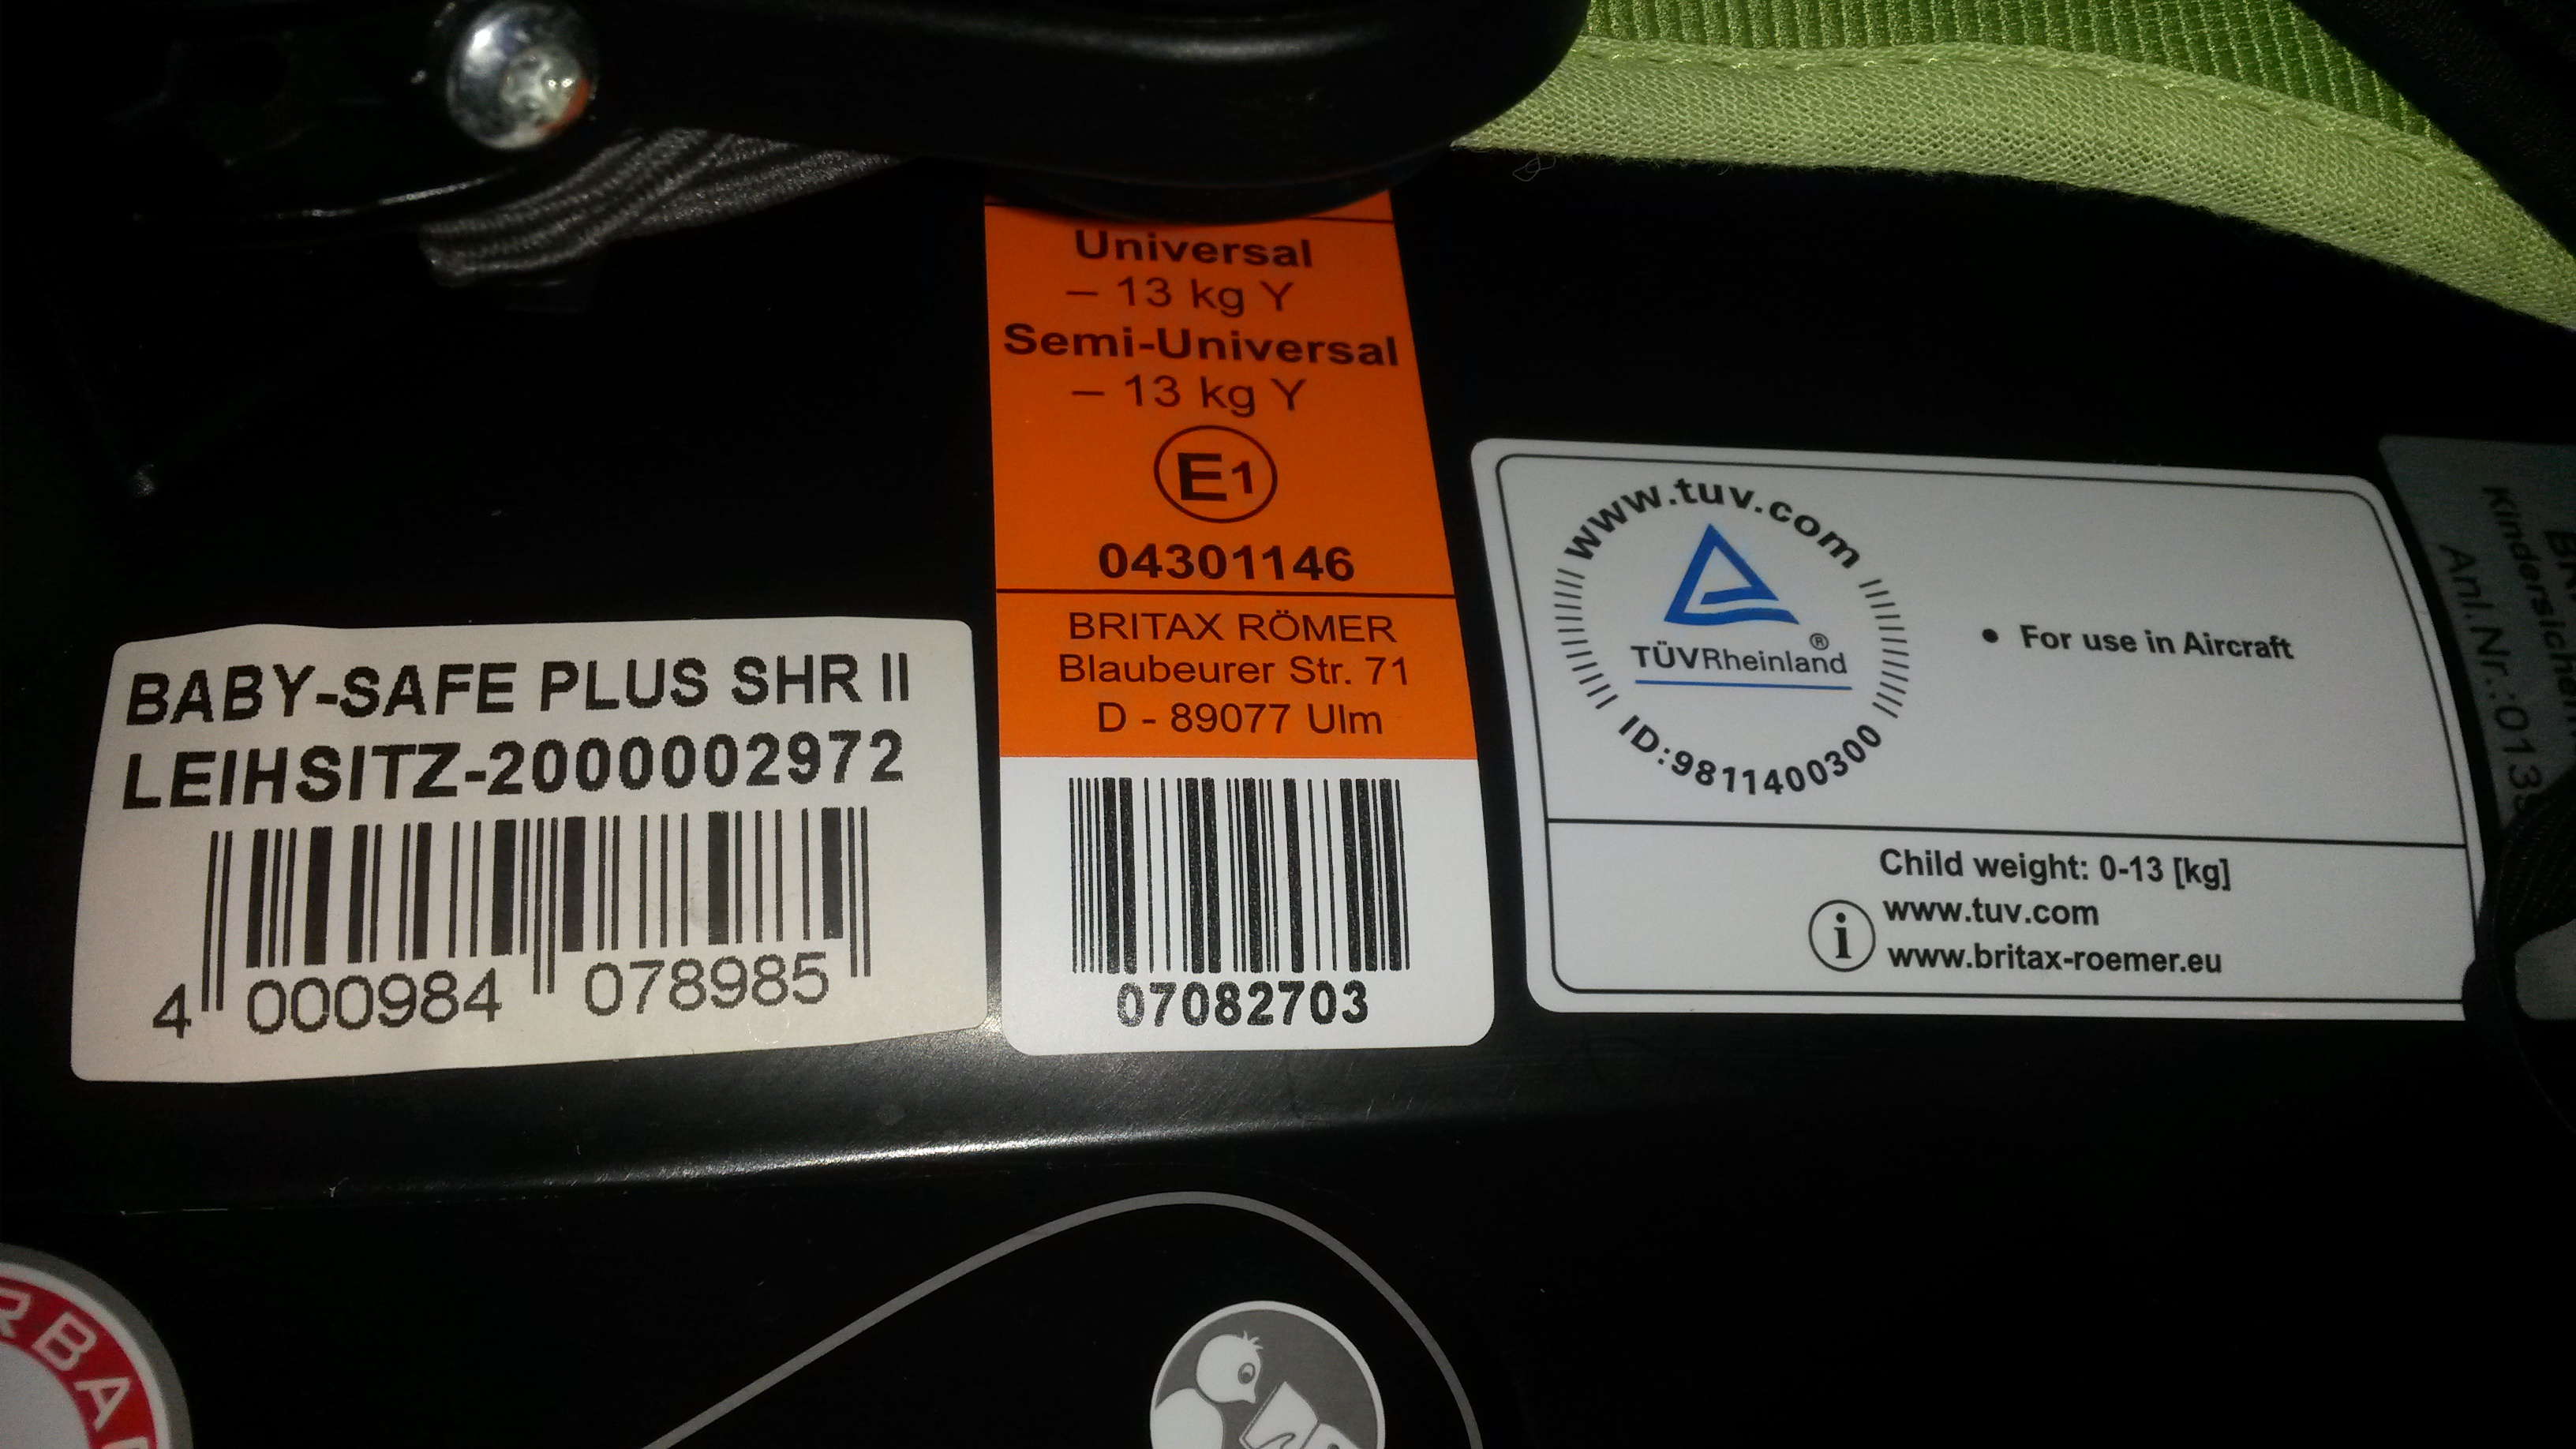 BABY-SAFE PLUS SHR II
LEIHSITZ-2000002972
4 000984 078985
Universal
– 13 kg Y
Semi-Universal
– 13 kg Y
E1
04301146
BRITAX RÖMER
Blaubeurer Str. 71
D - 89077 Ulm
07082703
www.tuv.com
TÜVRheinland®
ID:9811400300
• For use in Aircraft
Child weight: 0-13 [kg]
i
www.tuv.com
www.britax-roemer.eu
Anl.Nr.: